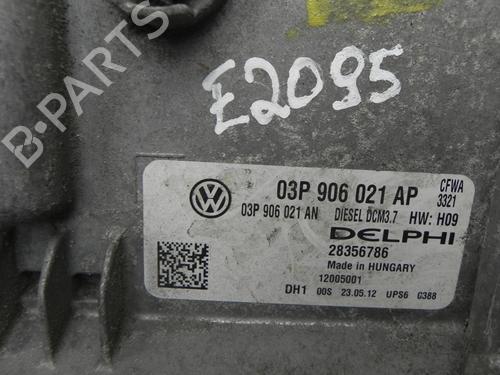 B-PARTS
E2095
03P 906 021 AP
CFWA
3321
03P 906 021 AN DIESEL DCM3.7 HW: H09
DELPHI
28356786
Made in HUNGARY
12005001
DH1 00S 23.05.12 UPS6 G388